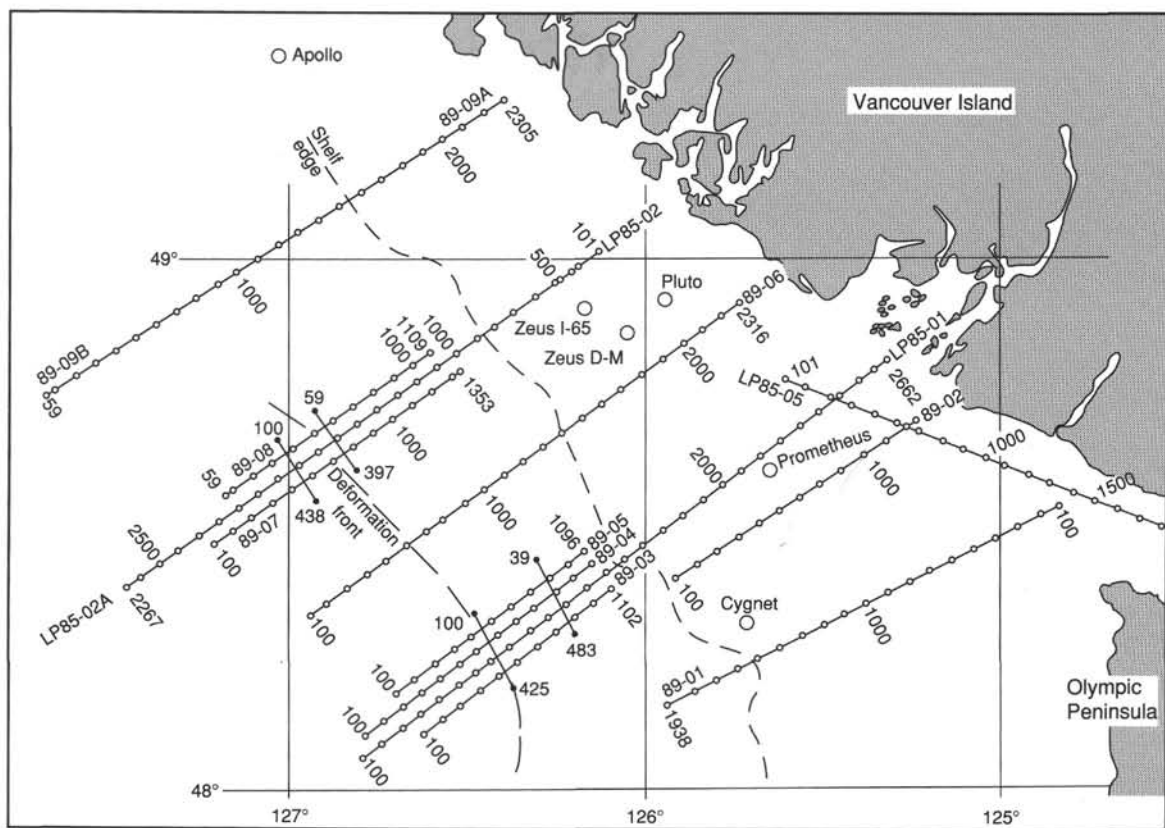 Apollo
Vancouver Island
89-09A
2305
2000
Shelf
edge
1000
89-09B
59
49°
101
LP85-02
500
Pluto
Zeus I-65
Zeus D-M
89-06
2316
2000
1109
1000
1000
1353
1000
59
100
89-08
59
397
438
89-07
100
Deformation
front
2500
LP85-02A
2267
1000
100
101
LP85-05
LP85-01
2662
89-02
2000
Prometheus
1000
1000
1500
100
100
1096
89-05
89-04
89-03
1102
39
483
100
425
100
100
100
100
Cygnet
1000
89-01
1938
Olympic
Peninsula
48°
127°
126°
125°